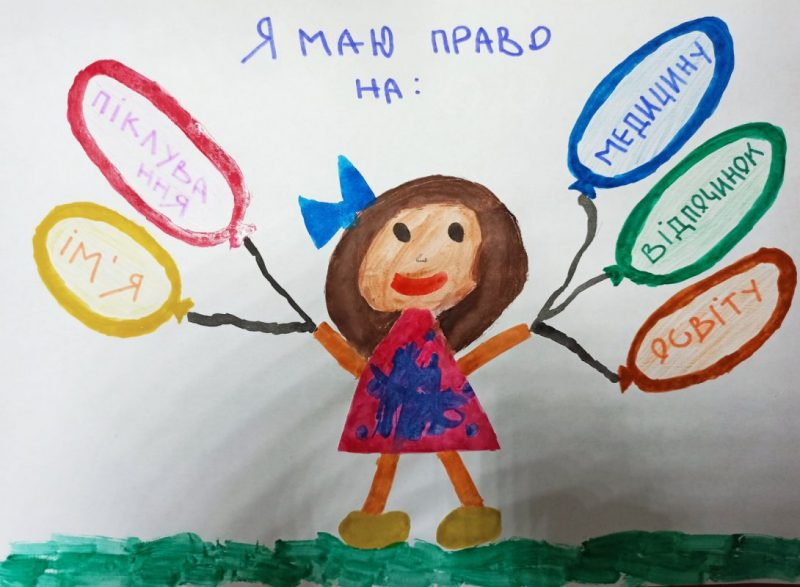 Я МАЮ ПРАВО
НА:
ПІКЛУВА
ННЯ
ІМ'Я
МЕДИЦИНУ
ВІДПОЧИНОК
ОСВІТУ